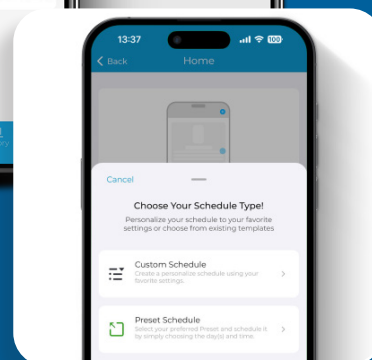 13:37
100
Back
Home
Cancel
Choose Your Schedule Type!
Personalize your schedule to your favorite
settings or choose from existing templates
Custom Schedule
Create a personalize schedule using your
favorite settings.
Preset Schedule
Select your preferred Preset and schedule it
by simply choosing the day(s) and time.